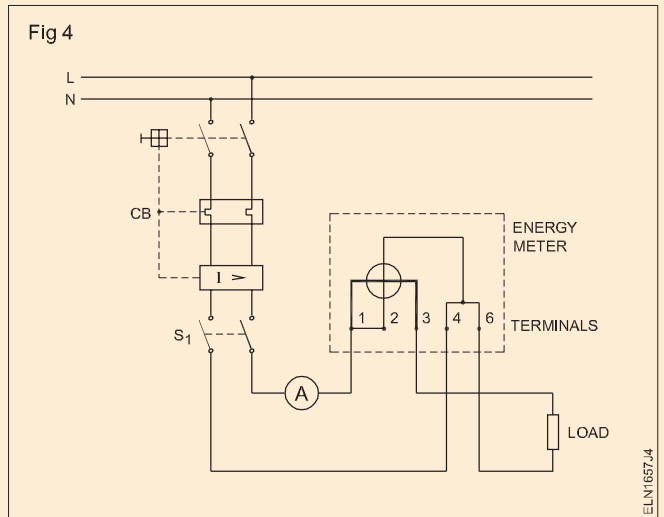 Fig 4
L
N
CB
I >
S1
A
ENERGY
METER
1 2 3 4 6
TERMINALS
LOAD
ELN1657J4